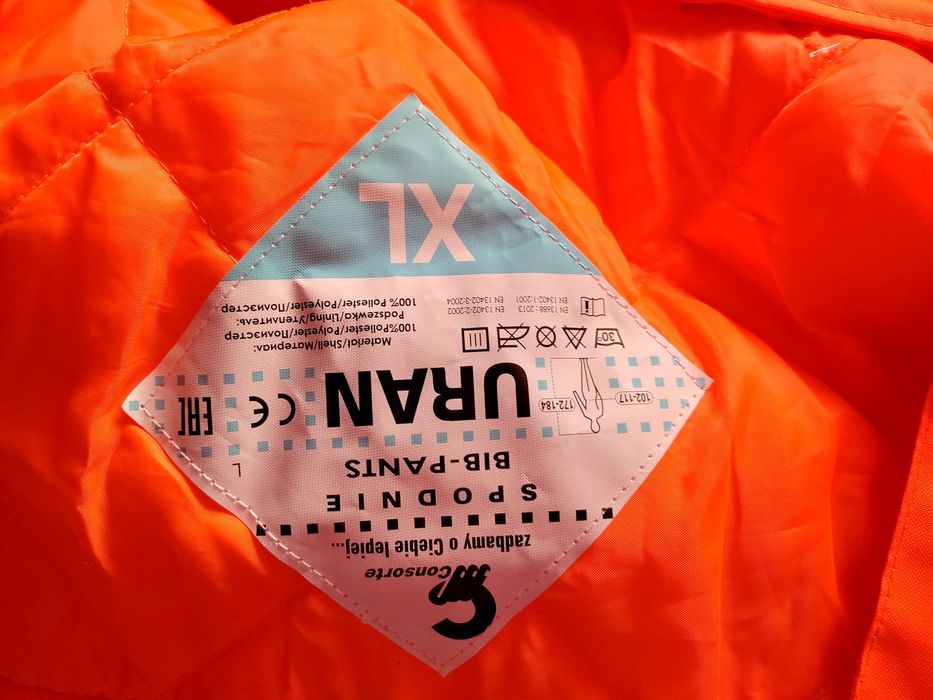 Consorte
zadbamy o Ciebie lepiej...
SPODNIE
BIB-PANTS
L
URAN
102-117
172-184
CE
EAC
30°
Materiał/Shell/Материал:
100%Poliester/Polyester/Полиэстер
Podszewka/Lining/Утеплитель:
100% Poliester/Polyester/Полиэстер
EN 13688 : 2013
EN 13402-1:2001
EN 13402-2:2002
EN 13402-3:2004
XL